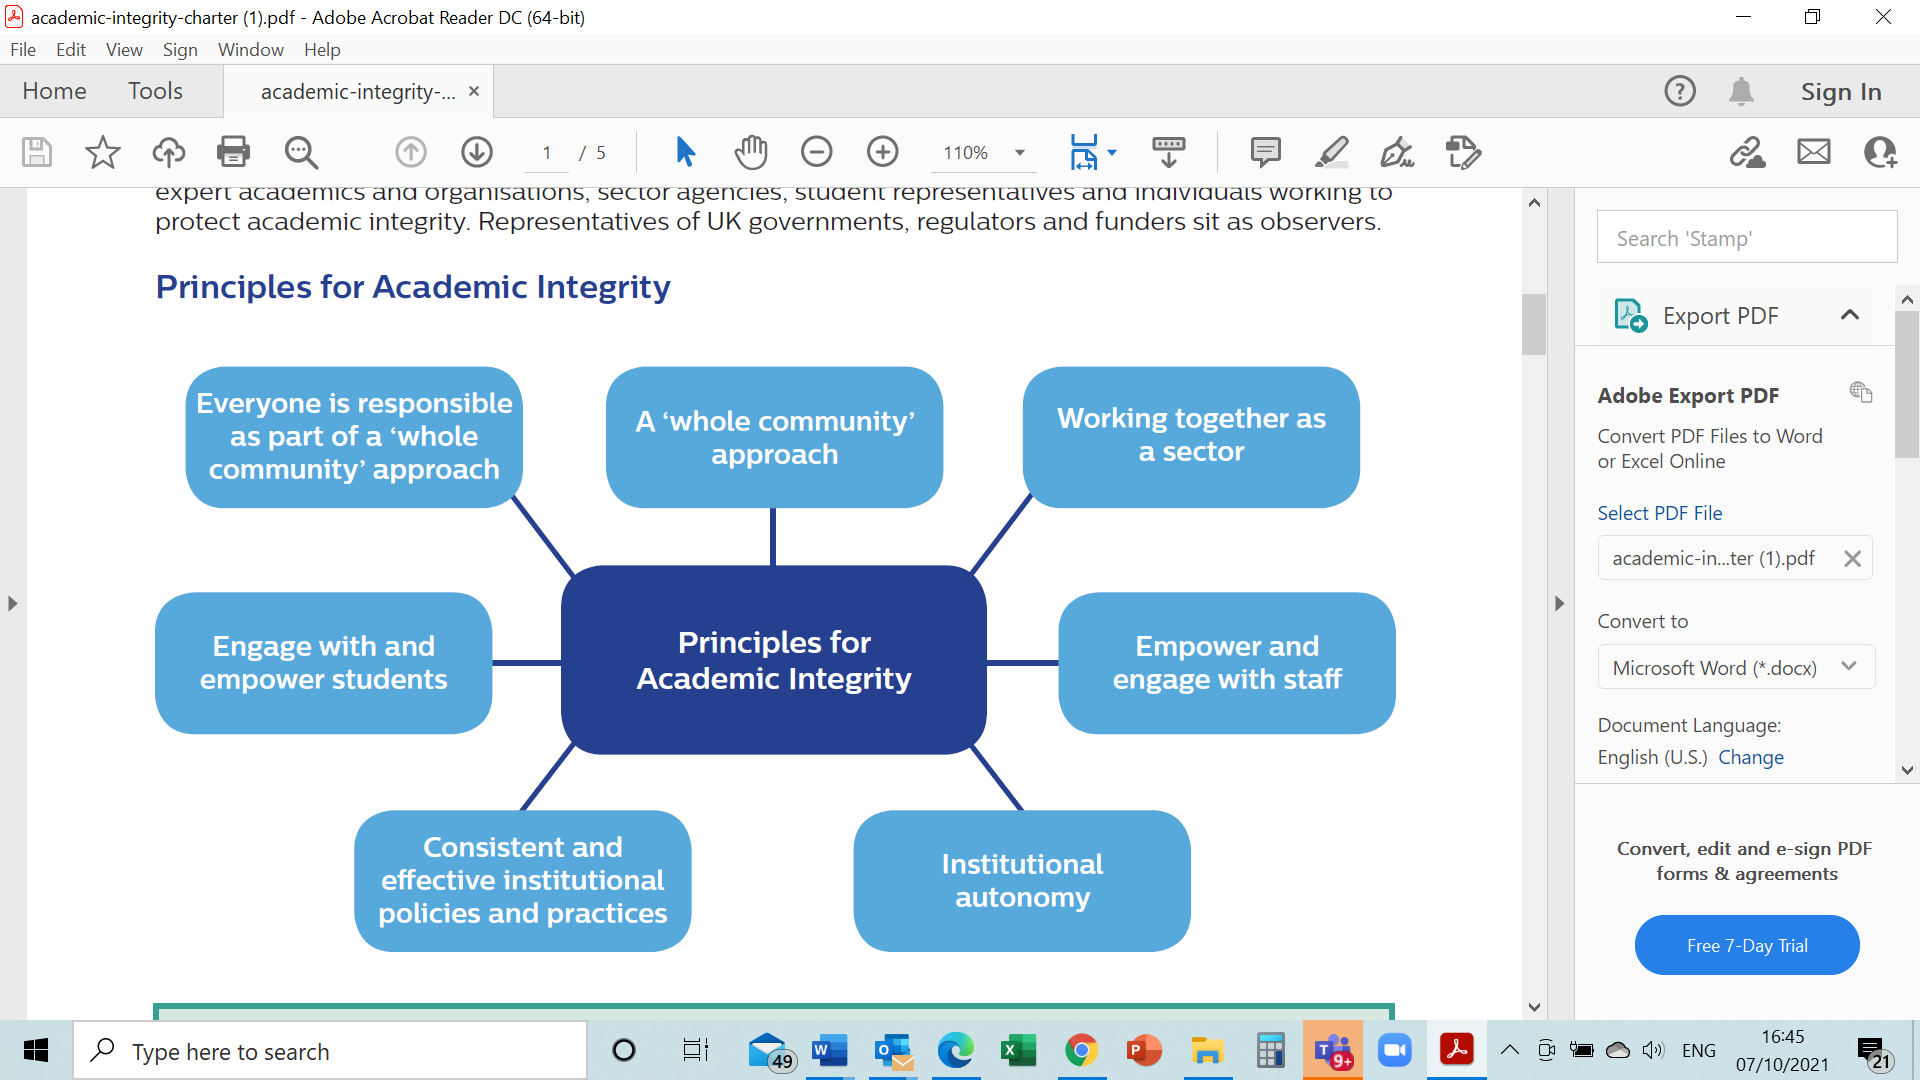 academic-integrity-charter (1).pdf - Adobe Acrobat Reader DC (64-bit)
File Edit View Sign Window Help
Home Tools academic-integrity-... × Sign In
1 / 5 110%
expert academics and organisations, sector agencies, student representatives and individuals working to
protect academic integrity. Representatives of UK governments, regulators and funders sit as observers.
Principles for Academic Integrity
Everyone is responsible
as part of a ‘whole
community’ approach
A ‘whole community’
approach
Working together as
a sector
Engage with and
empower students
Principles for
Academic Integrity
Empower and
engage with staff
Consistent and
effective institutional
policies and practices
Institutional
autonomy
Search 'Stamp'
Export PDF
Adobe Export PDF
Convert PDF Files to Word
or Excel Online
Select PDF File
academic-in...ter (1).pdf
Convert to
Microsoft Word (*.docx)
Document Language:
English (U.S.) Change
Convert, edit and e-sign PDF
forms & agreements
Free 7-Day Trial
Type here to search
49
9+
ENG
16:45
07/10/2021
21